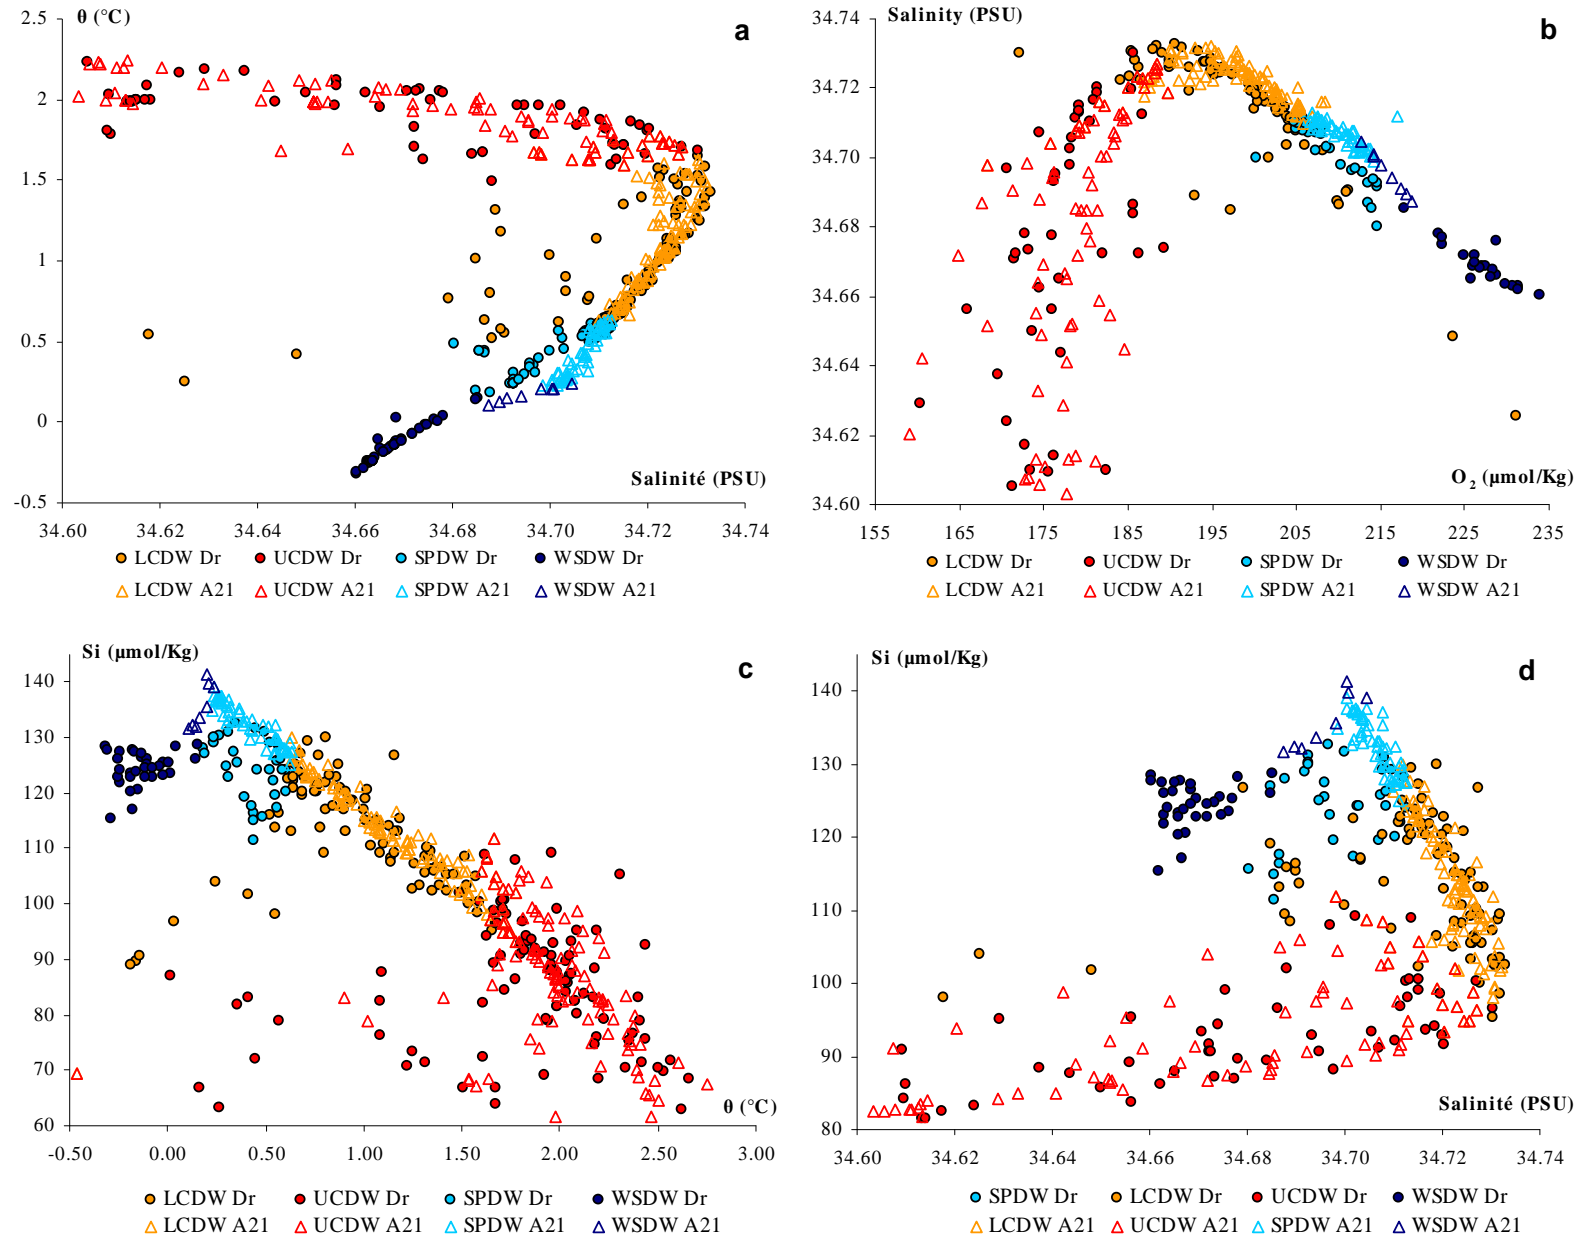 θ (°C)
a
2.5
2
1.5
1
0.5
0
-0.5
Salinité (PSU)
34.60 34.62 34.64 34.66 34.68 34.70 34.72 34.74
LCDW Dr UCDW Dr SPDW Dr WSDW Dr
LCDW A21 UCDW A21 SPDW A21 WSDW A21
Salinity (PSU)
b
34.74
34.72
34.70
34.68
34.66
34.64
34.62
34.60
O2 (µmol/Kg)
155 165 175 185 195 205 215 225 235
LCDW Dr UCDW Dr SPDW Dr WSDW Dr
LCDW A21 UCDW A21 SPDW A21 WSDW A21
Si (µmol/Kg)
c
140
130
120
110
100
90
80
70
60
θ (°C)
-0.50 0.00 0.50 1.00 1.50 2.00 2.50 3.00
LCDW Dr UCDW Dr SPDW Dr WSDW Dr
LCDW A21 UCDW A21 SPDW A21 WSDW A21
Si (µmol/Kg)
d
140
130
120
110
100
90
80
Salinité (PSU)
34.60 34.62 34.64 34.66 34.68 34.70 34.72 34.74
SPDW Dr LCDW Dr UCDW Dr WSDW Dr
LCDW A21 UCDW A21 SPDW A21 WSDW A21